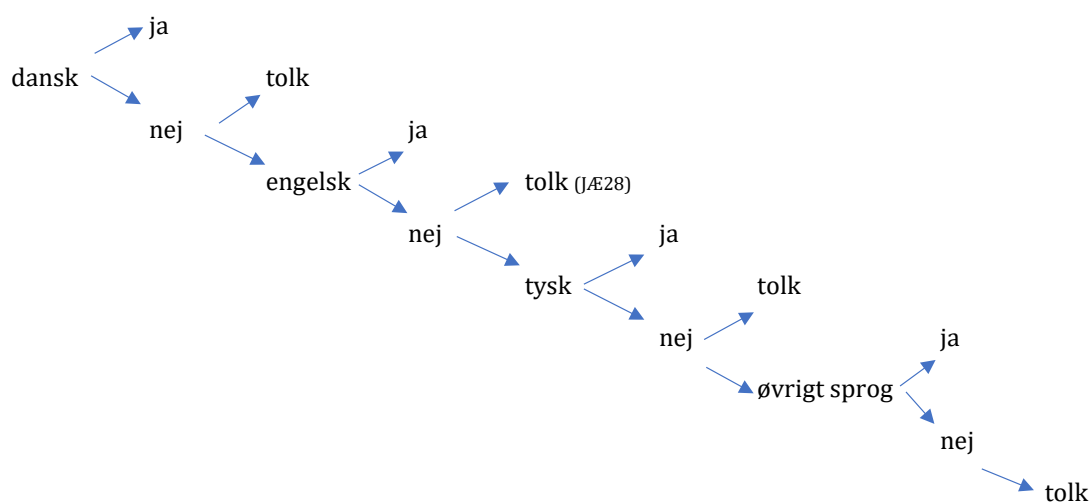 ja
dansk
tolk
nej
ja
engelsk
tolk (JÆ28)
nej
ja
tysk
tolk
nej
ja
øvrigt sprog
nej
tolk